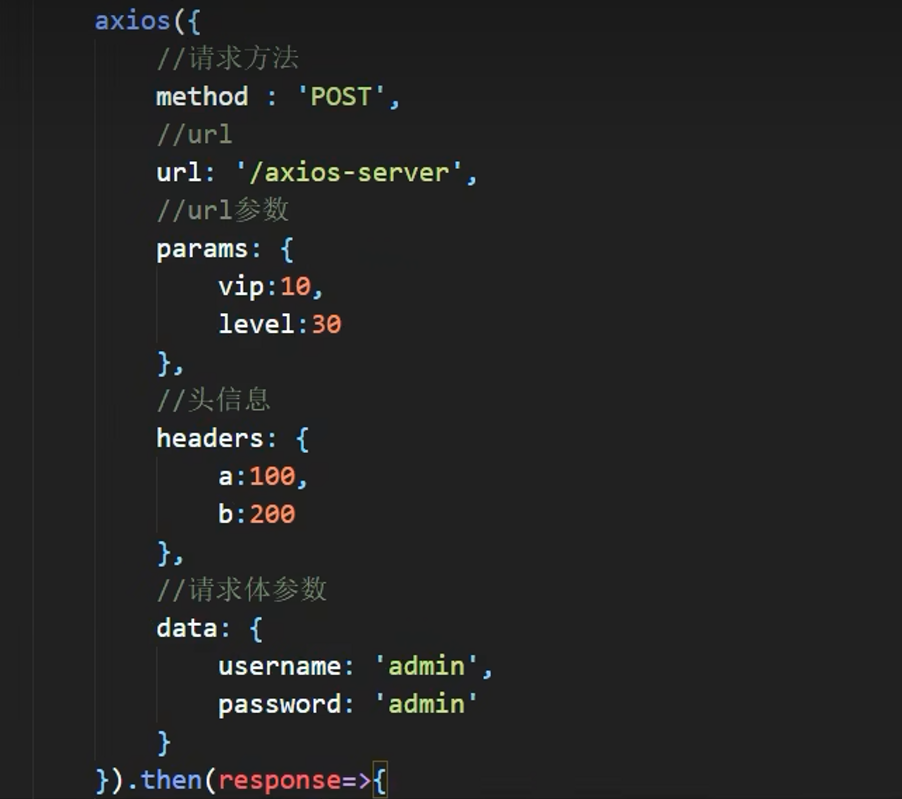 axios({
//请求方法
method : 'POST',
//url
url: '/axios-server',
//url参数
params: {
vip:10,
level:30
},
//头信息
headers: {
a:100,
b:200
},
//请求体参数
data: {
username: 'admin',
password: 'admin'
}
}).then(response=>{